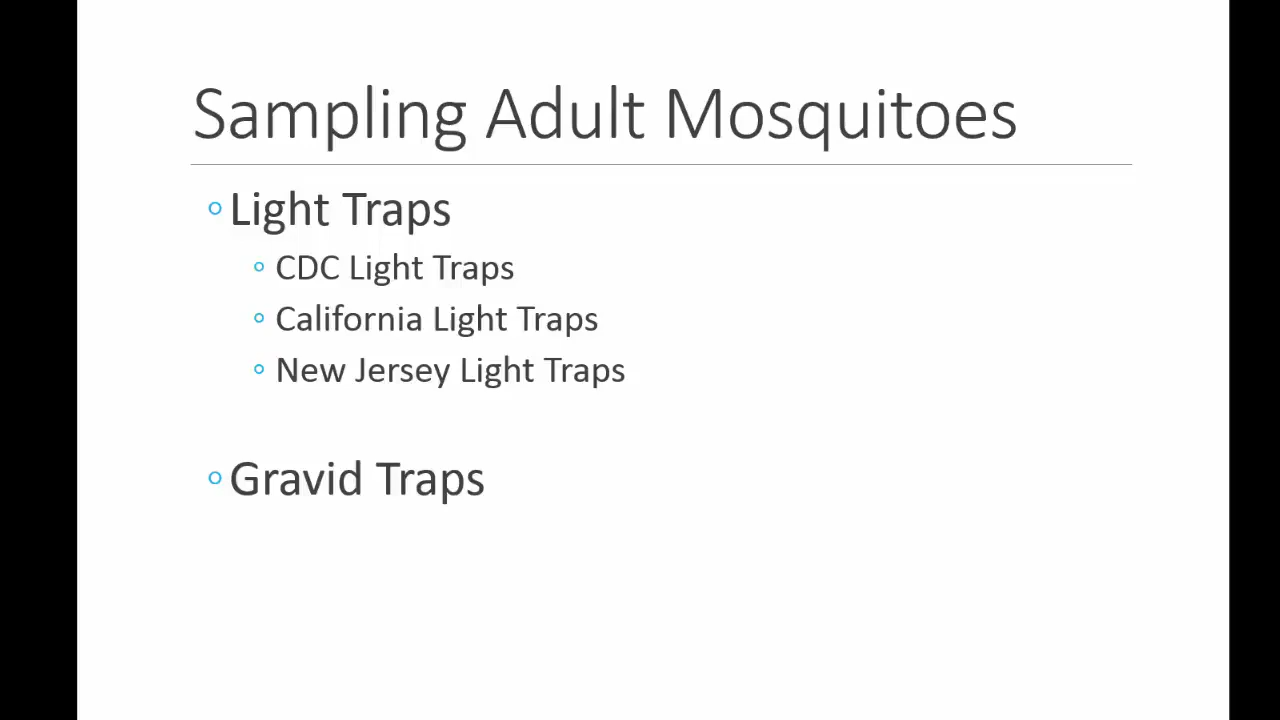 Sampling Adult Mosquitoes
◦Light Traps
◦ CDC Light Traps
◦ California Light Traps
◦ New Jersey Light Traps
◦Gravid Traps